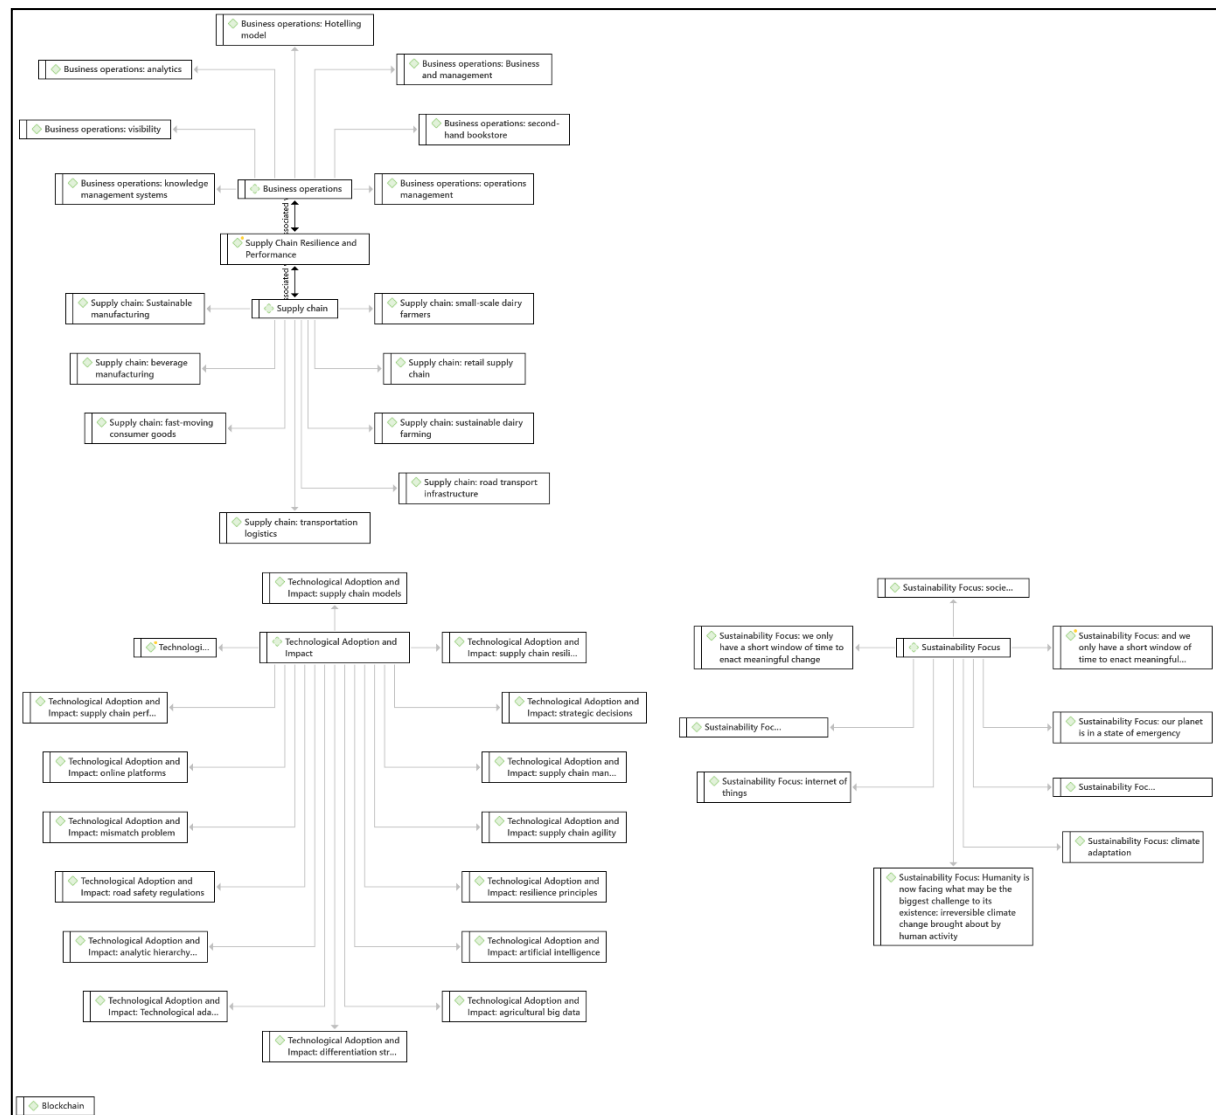 Business operations: Hotelling
model
Business operations: analytics
Business operations: Business
and management
Business operations: visibility
Business operations: second-
hand bookstore
Business operations: knowledge
management systems
Business operations
Business operations: operations
management
ssociated
Supply Chain Resilience and
Performance
ssociated
Supply chain: Sustainable
manufacturing
Supply chain
Supply chain: small-scale dairy
farmers
Supply chain: beverage
manufacturing
Supply chain: retail supply
chain
Supply chain: fast-moving
consumer goods
Supply chain: sustainable dairy
farming
Supply chain: road transport
infrastructure
Supply chain: transportation
logistics
Technological Adoption and
Impact: supply chain models
Technologi...
Technological Adoption and
Impact
Technological Adoption and
Impact: supply chain resili...
Technological Adoption and
Impact: supply chain perf...
Technological Adoption and
Impact: strategic decisions
Technological Adoption and
Impact: online platforms
Technological Adoption and
Impact: supply chain man...
Technological Adoption and
Impact: mismatch problem
Technological Adoption and
Impact: supply chain agility
Technological Adoption and
Impact: road safety regulations
Technological Adoption and
Impact: resilience principles
Technological Adoption and
Impact: analytic hierarchy...
Technological Adoption and
Impact: artificial intelligence
Technological Adoption and
Impact: Technological ada...
Technological Adoption and
Impact: agricultural big data
Technological Adoption and
Impact: differentiation str...
Sustainability Focus: socie...
Sustainability Focus: we only
have a short window of time to
enact meaningful change
Sustainability Focus
Sustainability Focus: and we
only have a short window of
time to enact meaningful...
Sustainability Foc...
Sustainability Focus: our planet
is in a state of emergency
Sustainability Focus: internet of
things
Sustainability Foc...
Sustainability Focus: climate
adaptation
Sustainability Focus: Humanity is
now facing what may be the
biggest challenge to its
existence: irreversible climate
change brought about by
human activity
Blockchain